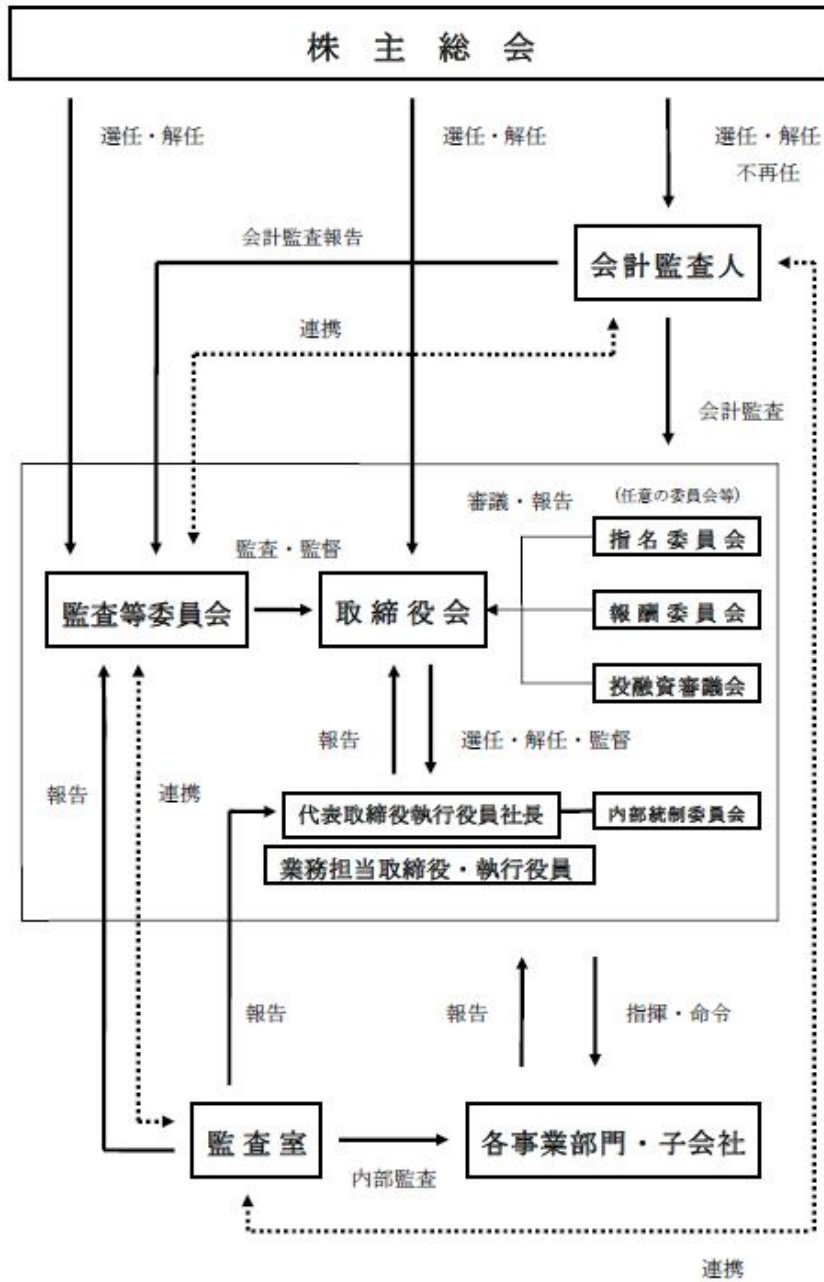 株主総会
選任・解任
選任・解任
選任・解任
不再任
会計監査報告
会計監査人
連携
会計監査
審議・報告
(任意の委員会等)
指名委員会
監査・監督
監査等委員会
取締役会
報酬委員会
投融資審議会
報告
選任・解任・監督
報告
連携
代表取締役執行役員社長
内部統制委員会
業務担当取締役・執行役員
報告
報告
指揮・命令
監査室
各事業部門・子会社
内部監査
連携